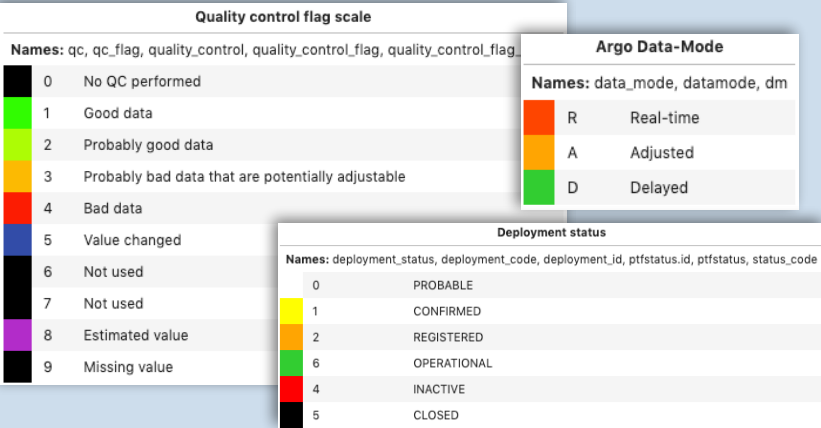 Quality control flag scale
Names: qc, qc_flag, quality_control, quality_control_flag, quality_control_flag_
0 No QC performed
1 Good data
2 Probably good data
3 Probably bad data that are potentially adjustable
4 Bad data
5 Value changed
6 Not used
7 Not used
8 Estimated value
9 Missing value
Argo Data-Mode
Names: data_mode, datamode, dm
R Real-time
A Adjusted
D Delayed
Deployment status
Names: deployment_status, deployment_code, deployment_id, ptfstatus.id, ptfstatus, status_code
0 PROBABLE
1 CONFIRMED
2 REGISTERED
6 OPERATIONAL
4 INACTIVE
5 CLOSED